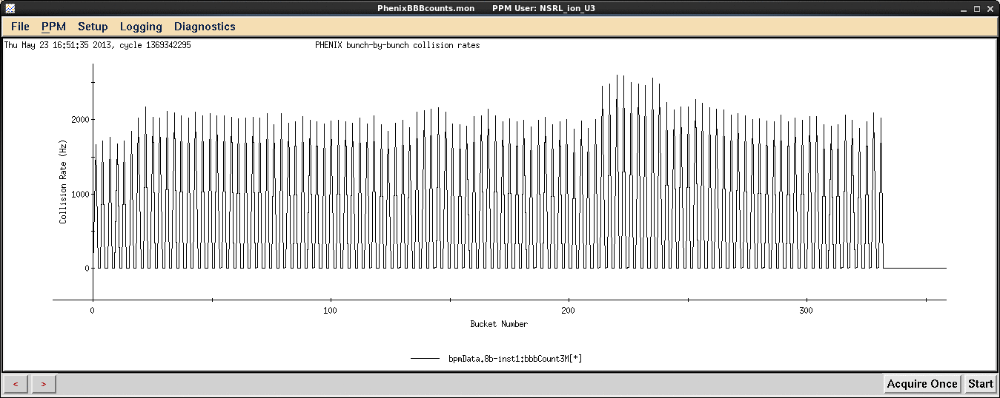 PhenixBBBcounts.mon PPM User: NSRL_ion_U3
File PPM Setup Logging Diagnostics
Thu May 23 16:51:35 2013, cycle 1369342295
PHENIX bunch-by-bunch collision rates
2000
1000
0
Collision Rate (Hz)
0 100 200 300
Bucket Number
bpmData.8b-inst1:bbbCount3M[*]
< > Acquire Once Start